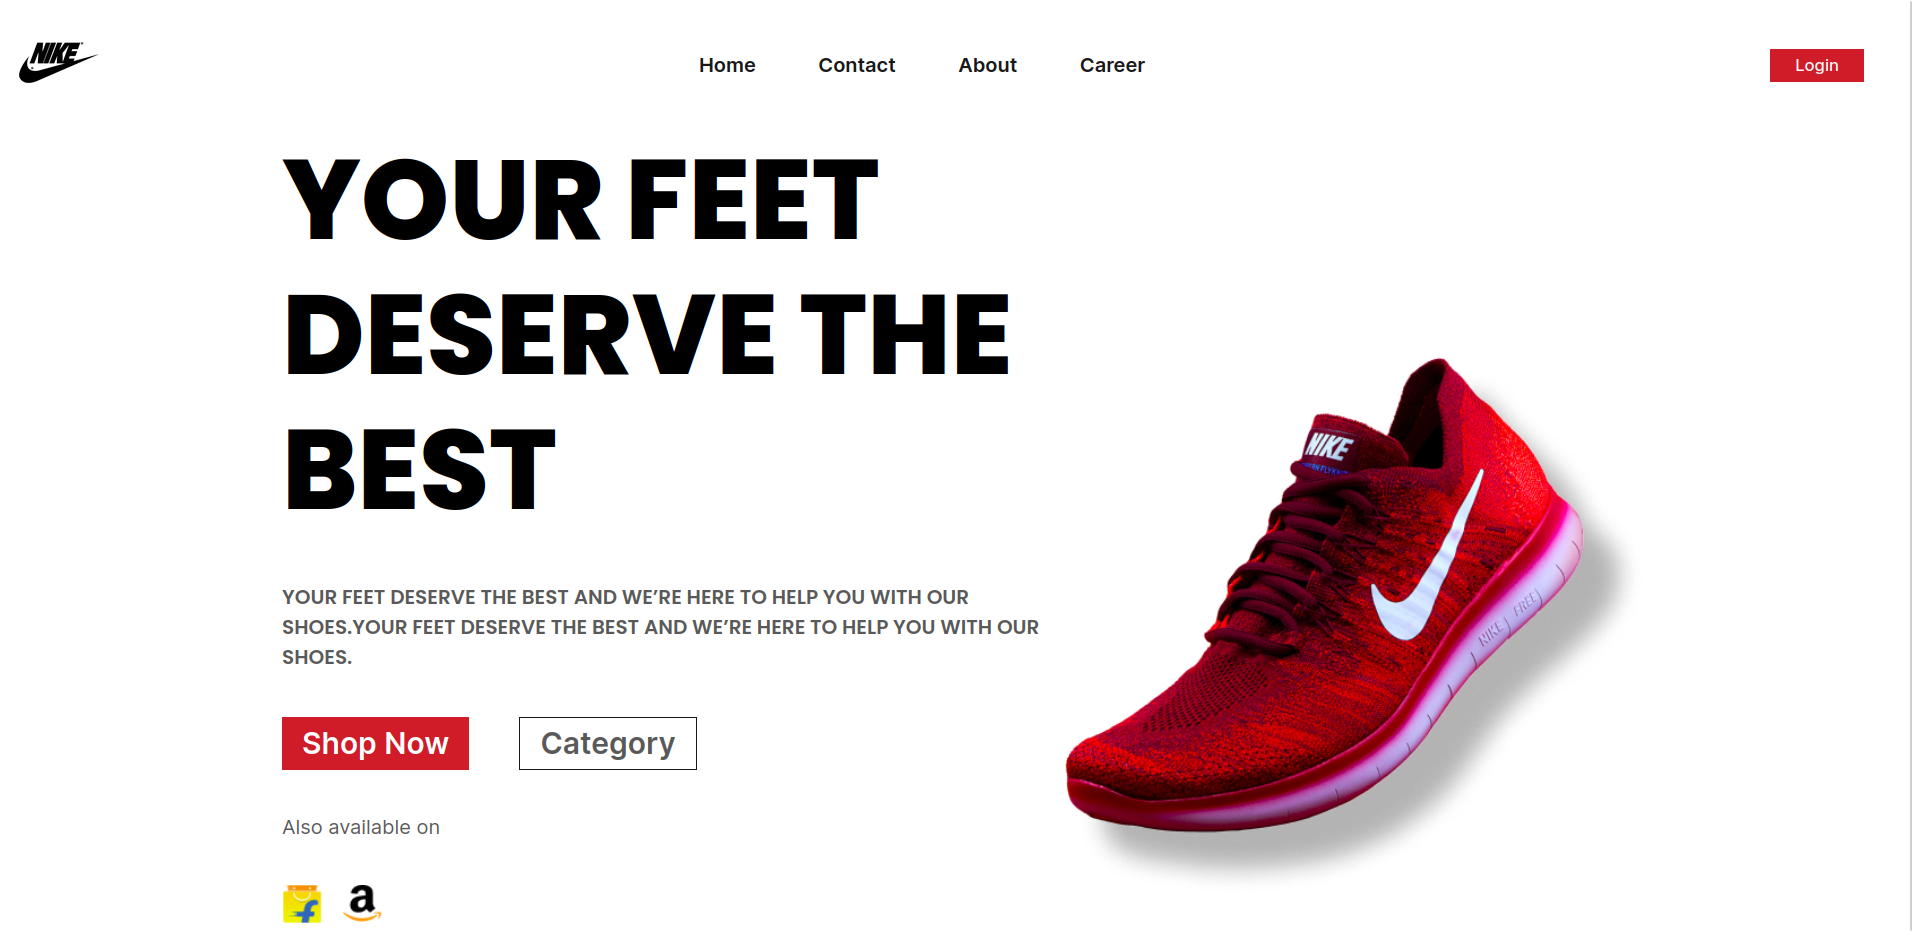 NIKE
Home Contact About Career
Login
YOUR FEET
DESERVE THE
BEST
YOUR FEET DESERVE THE BEST AND WE’RE HERE TO HELP YOU WITH OUR
SHOES.YOUR FEET DESERVE THE BEST AND WE’RE HERE TO HELP YOU WITH OUR
SHOES.
NIKE
NIKE FREE
Shop Now
Category
Also available on